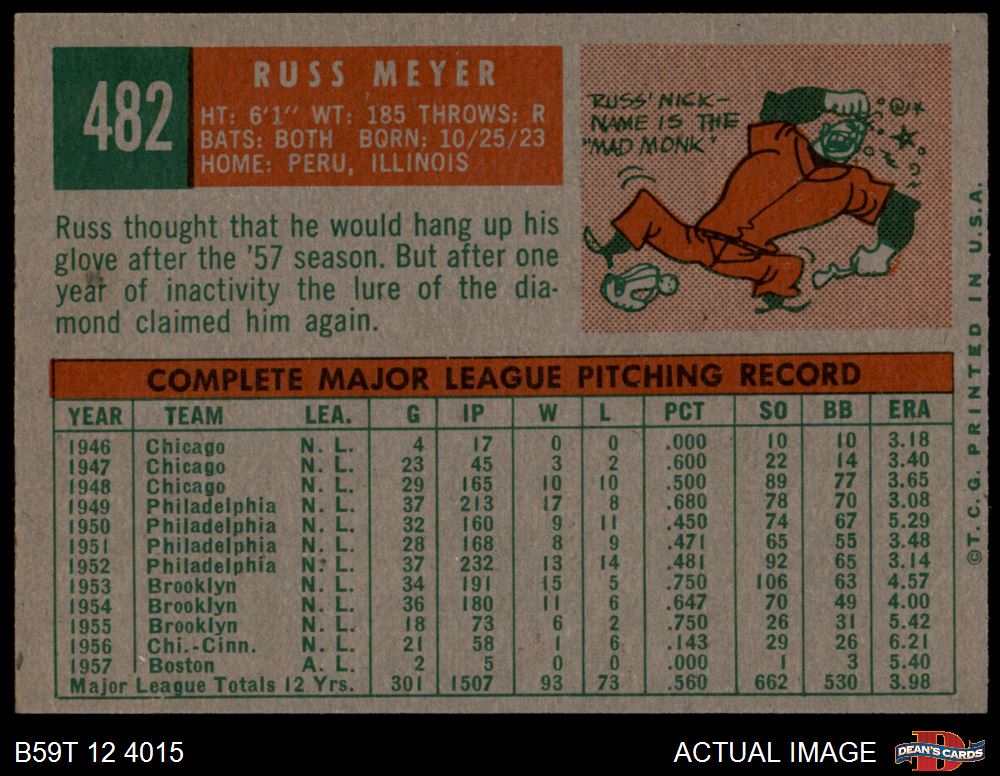 482
RUSS MEYER
HT: 6'1" WT: 185 THROWS: R
BATS: BOTH BORN: 10/25/23
HOME: PERU, ILLINOIS
RUSS' NICK-
NAME IS THE
"MAD MONK"
Russ thought that he would hang up his
glove after the '57 season. But after one
year of inactivity the lure of the dia-
mond claimed him again.
COMPLETE MAJOR LEAGUE PITCHING RECORD
YEAR TEAM LEA. G IP W L PCT SO BB ERA
1946 Chicago N. L. 4 17 0 0 .000 10 10 3.18
1947 Chicago N. L. 23 45 3 2 .600 22 14 3.40
1948 Chicago N. L. 29 165 10 10 .500 89 77 3.65
1949 Philadelphia N. L. 37 213 17 8 .680 78 70 3.08
1950 Philadelphia N. L. 32 160 9 11 .450 74 67 5.29
1951 Philadelphia N. L. 28 168 8 9 .471 65 55 3.48
1952 Philadelphia N. L. 37 232 13 14 .481 92 65 3.14
1953 Brooklyn N. L. 34 191 15 5 .750 106 63 4.57
1954 Brooklyn N. L. 36 180 11 6 .647 70 49 4.00
1955 Brooklyn N. L. 18 73 6 2 .750 26 31 5.42
1956 Chi.-Cinn. N. L. 21 58 1 6 .143 29 26 6.21
1957 Boston A. L. 2 5 0 0 .000 1 3 5.40
Major League Totals 12 Yrs. 301 1507 93 73 .560 662 530 3.98
©T. C. G. PRINTED IN U.S.A.
B59T 12 4015
ACTUAL IMAGE
DEAN'S CARDS